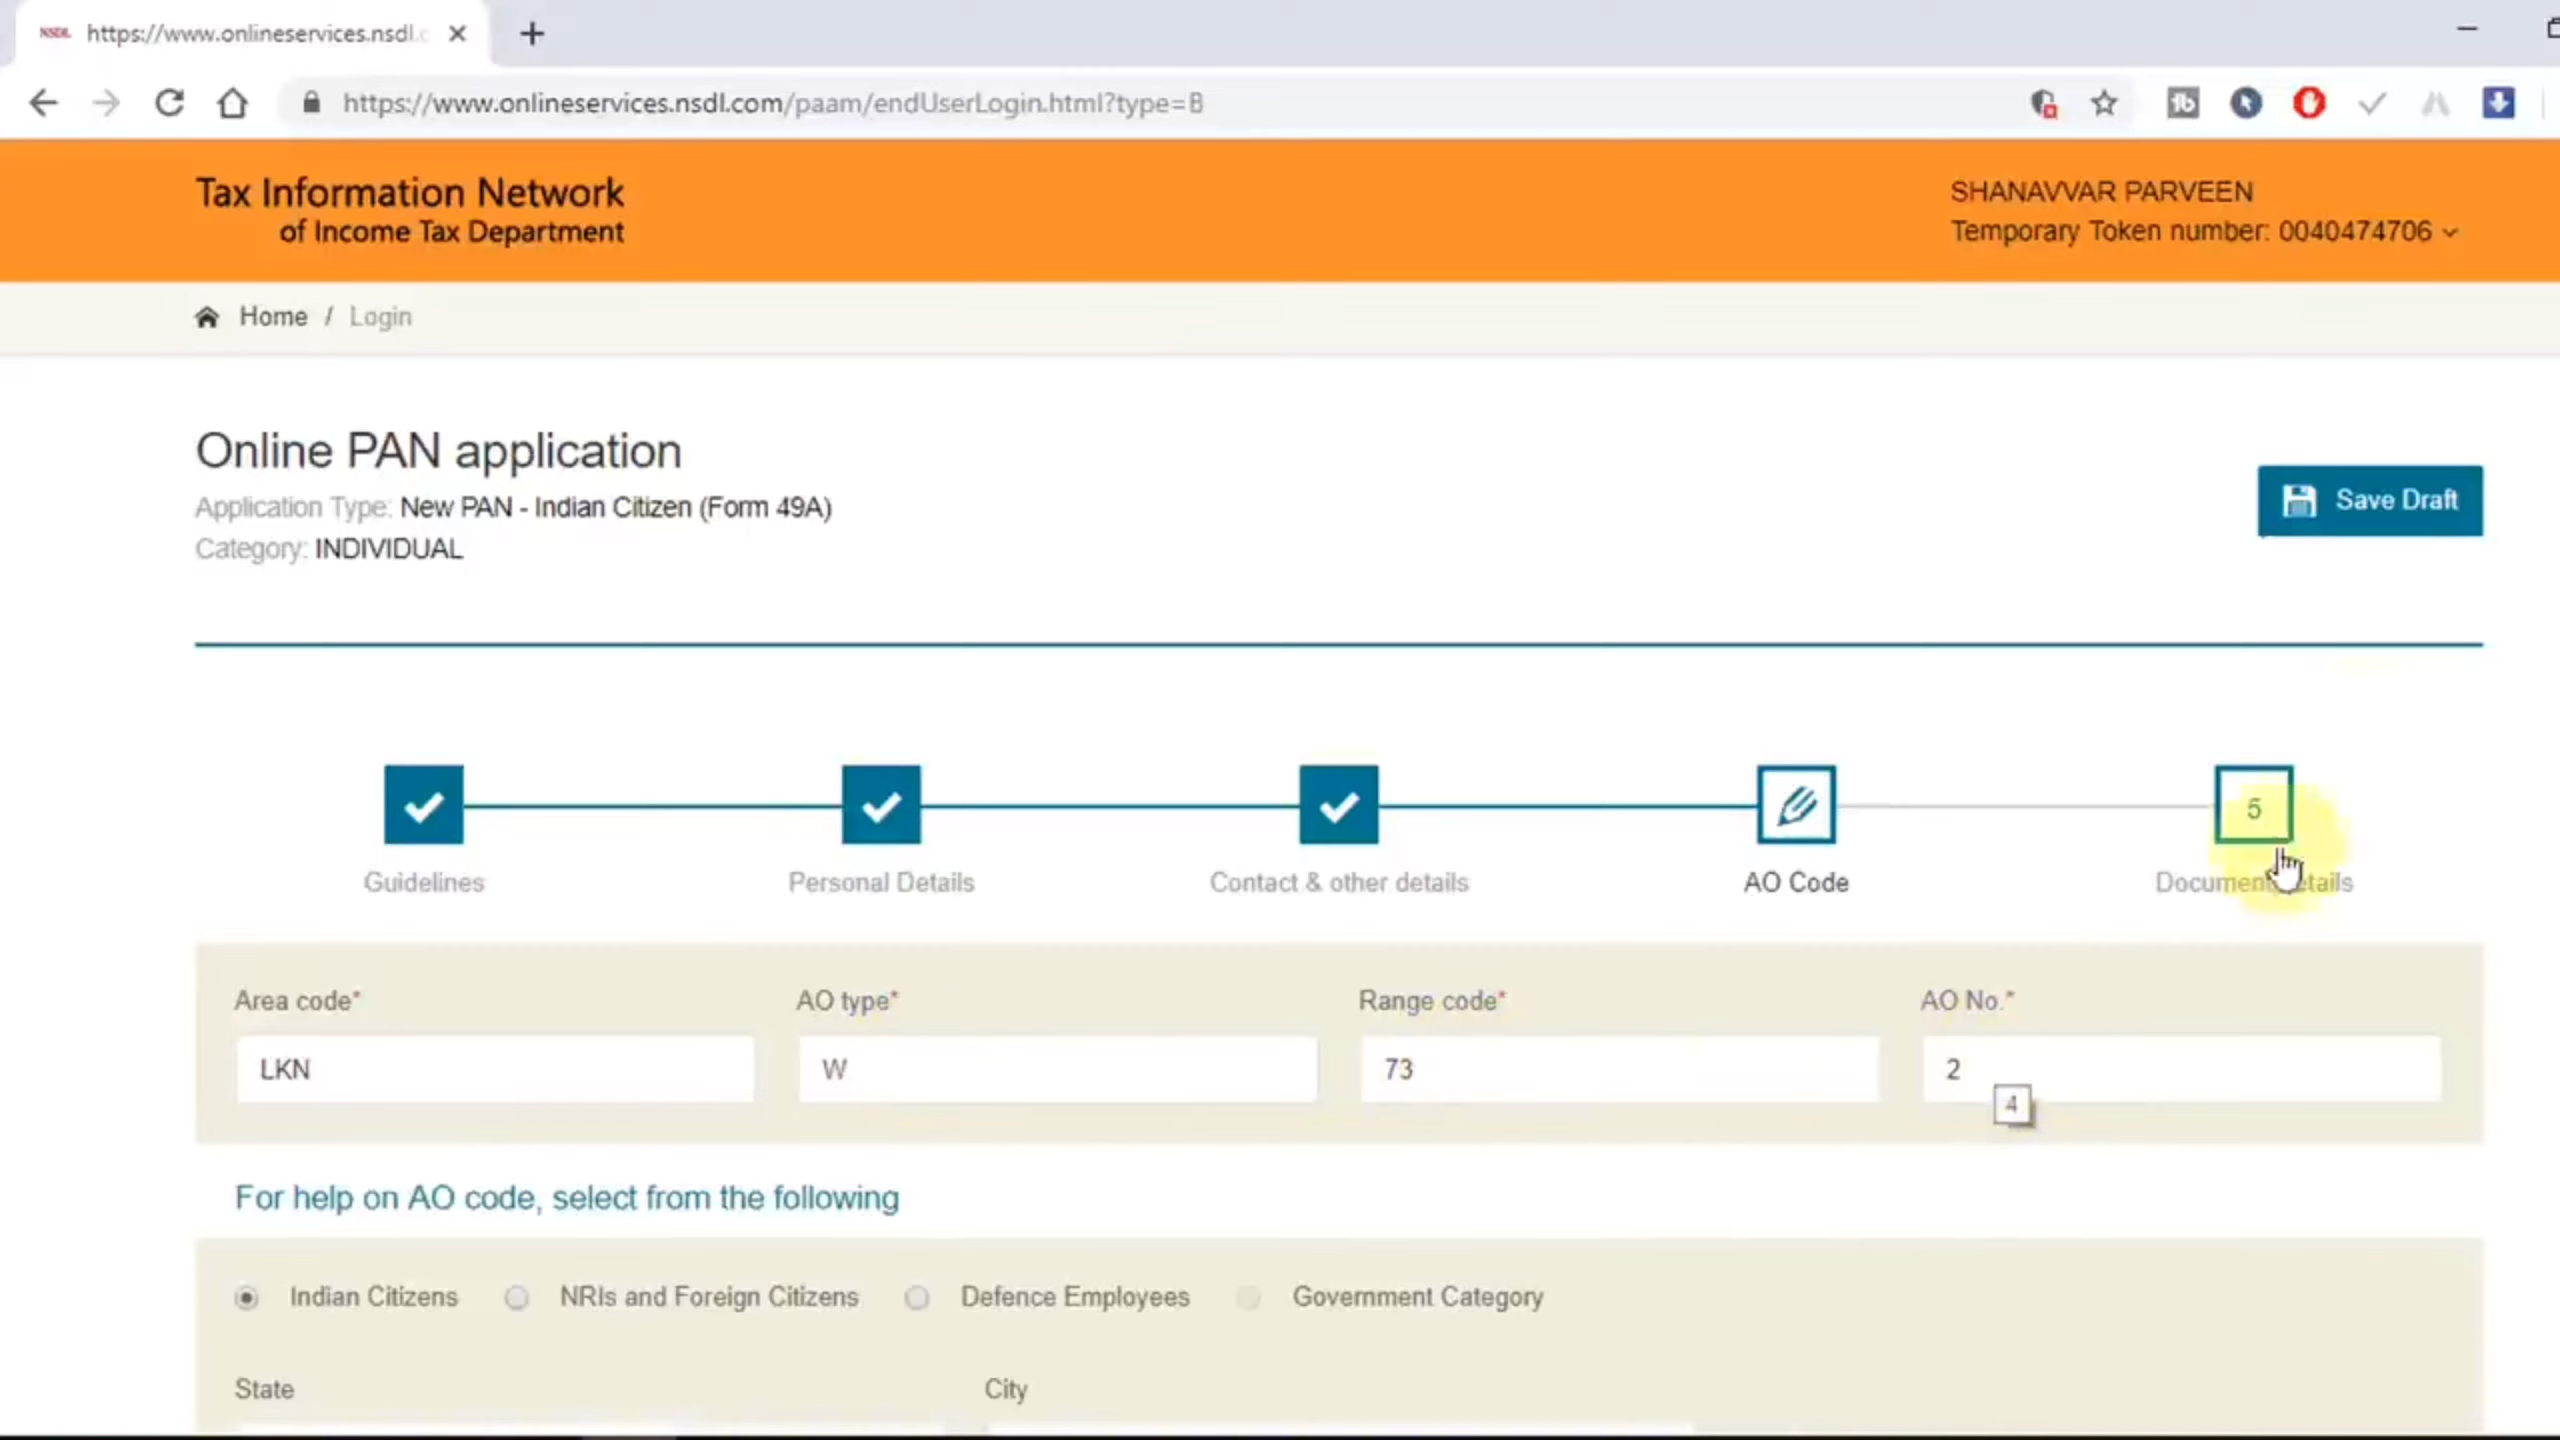 NSDL https://www.onlineservices.nsdl.c
https://www.onlineservices.nsdl.com/paam/endUserLogin.html?type=B
Tax Information Network
of Income Tax Department
SHANAVVAR PARVEEN
Temporary Token number: 0040474706
Home / Login
Online PAN application
Application Type: New PAN - Indian Citizen (Form 49A)
Category: INDIVIDUAL
Save Draft
5
Guidelines
Personal Details
Contact & other details
AO Code
Document Details
Area code*
AO type*
Range code*
AO No.*
LKN
W
73
2
4
For help on AO code, select from the following
Indian Citizens
NRIs and Foreign Citizens
Defence Employees
Government Category
State
City